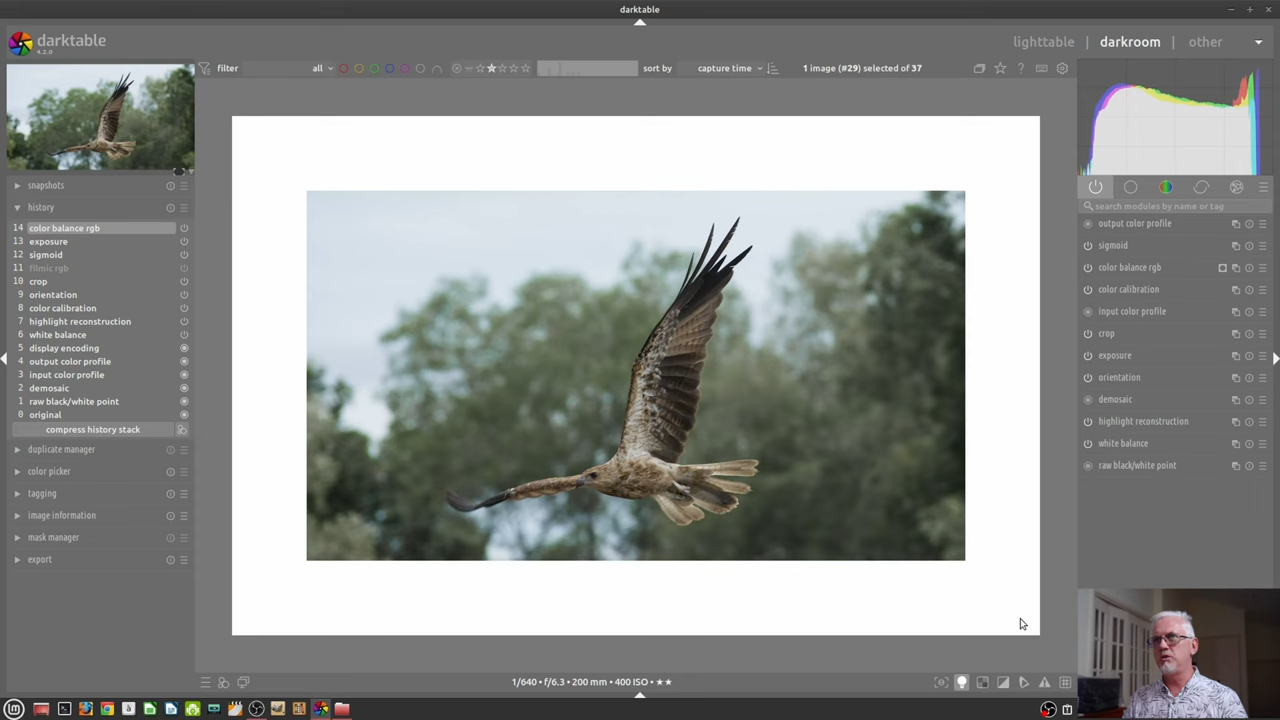 darktable
darktable
4.2.0
lighttable | darkroom | other
filter
all
sort by
capture time
1 image (#29) selected of 37
snapshots
history
14 color balance rgb
13 exposure
12 sigmoid
11 filmic rgb
10 crop
9 orientation
8 color calibration
7 highlight reconstruction
6 white balance
5 display encoding
4 output color profile
3 input color profile
2 demosaic
1 raw black/white point
0 original
compress history stack
duplicate manager
color picker
tagging
image information
mask manager
export
search modules by name or tag
output color profile
sigmoid
color balance rgb
color calibration
input color profile
crop
exposure
orientation
demosaic
highlight reconstruction
white balance
raw black/white point
1/640 • f/6.3 • 200 mm • 400 ISO • ★★